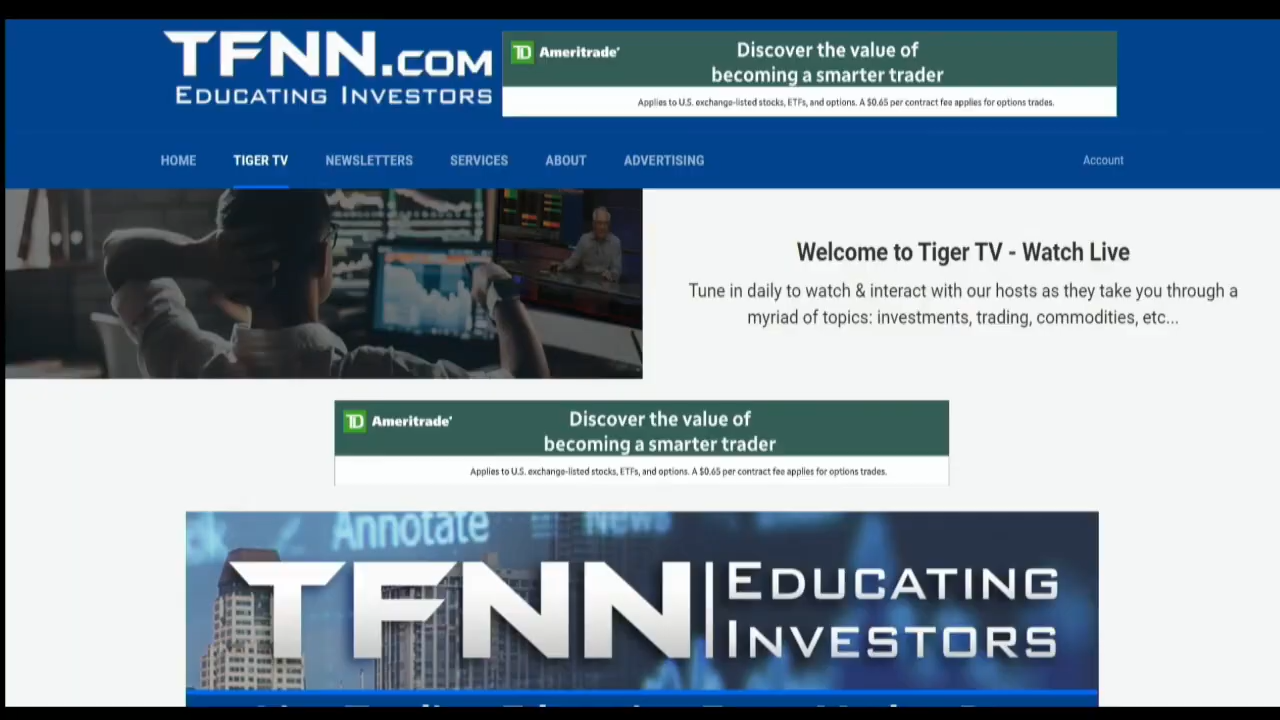 TFNN.COM
EDUCATING INVESTORS
TD Ameritrade
Discover the value of
becoming a smarter trader
Applies to U.S. exchange-listed stocks, ETFs, and options. A $0.65 per contract fee applies for options trades.
HOME TIGER TV NEWSLETTERS SERVICES ABOUT ADVERTISING Account
Welcome to Tiger TV - Watch Live
Tune in daily to watch & interact with our hosts as they take you through a
myriad of topics: investments, trading, commodities, etc...
TD Ameritrade
Discover the value of
becoming a smarter trader
Applies to U.S. exchange-listed stocks, ETFs, and options. A $0.65 per contract fee applies for options trades.
Annotate News
TFNN EDUCATING
INVESTORS